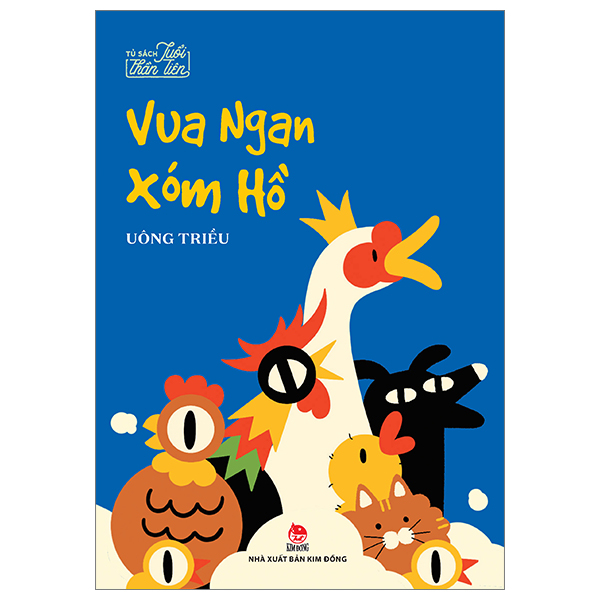 TỦ SÁCH Tuổi
thần tiên
Vua Ngan
Xóm Hồ
UÔNG TRIỀU
KIM ĐỒNG
NHÀ XUẤT BẢN KIM ĐỒNG